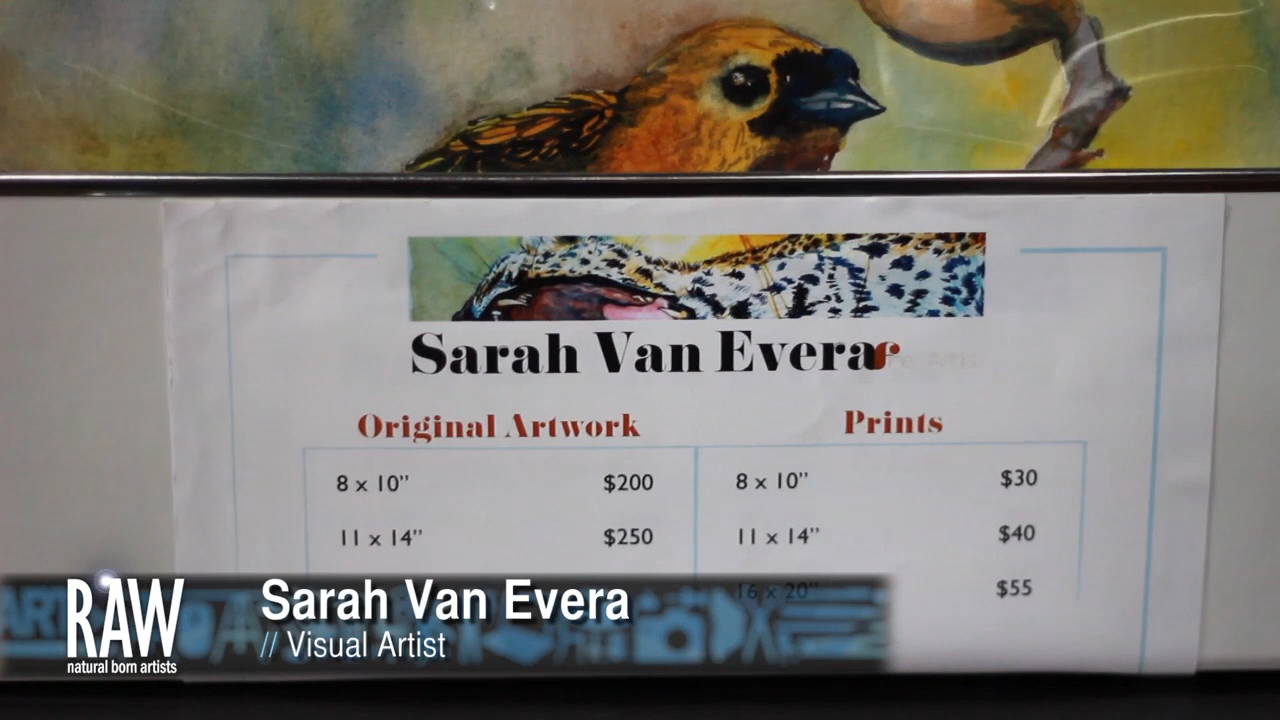 Sarah Van Evera
Original Artwork
Prints
8 x 10” $200
8 x 10” $30
11 x 14” $250
11 x 14” $40
16 x 20” $55
ART
RAW
natural born artists
Sarah Van Evera
// Visual Artist